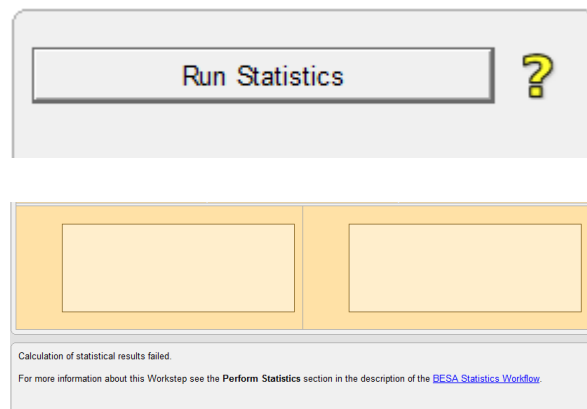 Run Statistics
?
Calculation of statistical results failed.
For more information about this Workstep see the Perform Statistics section in the description of the BESA Statistics Workflow.